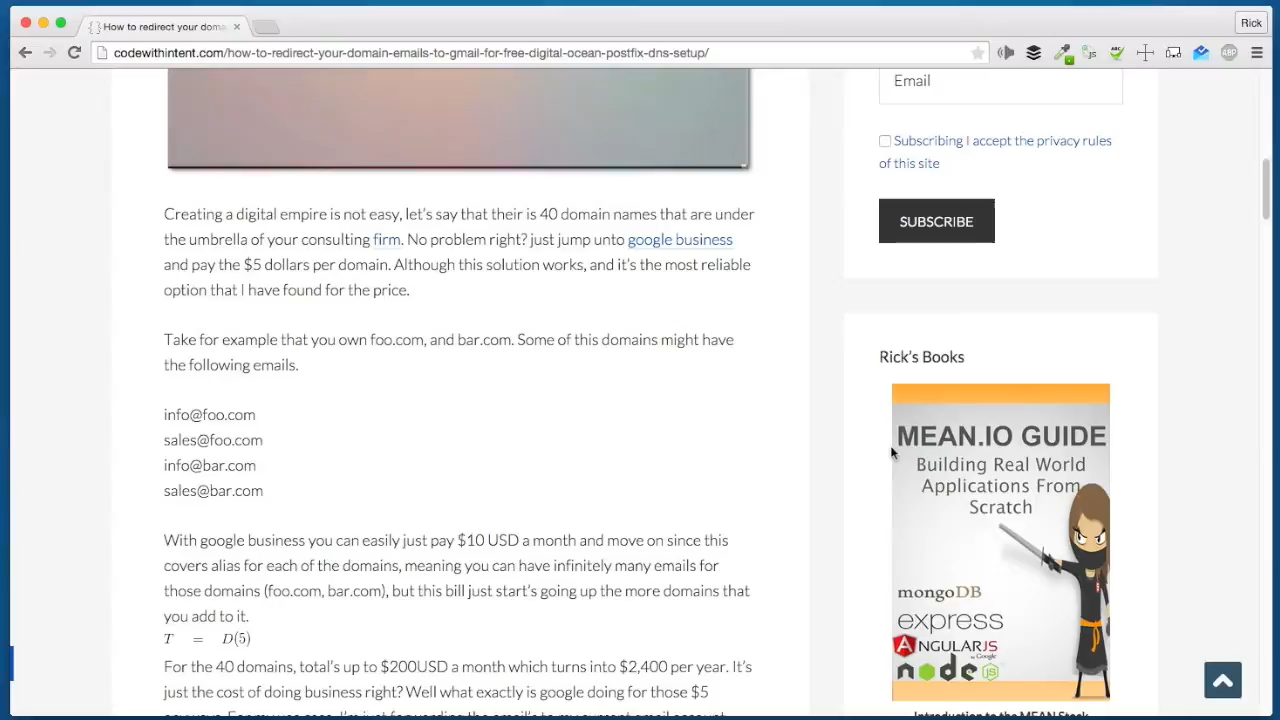 How to redirect your doma
Rick
codewithintent.com/how-to-redirect-your-domain-emails-to-gmail-for-free-digital-ocean-postfix-dns-setup/
JS
ABP
Creating a digital empire is not easy, let's say that their is 40 domain names that are under
the umbrella of your consulting firm. No problem right? just jump unto google business
and pay the $5 dollars per domain. Although this solution works, and it's the most reliable
option that I have found for the price.
Take for example that you own foo.com, and bar.com. Some of this domains might have
the following emails.
info@foo.com
sales@foo.com
info@bar.com
sales@bar.com
With google business you can easily just pay $10 USD a month and move on since this
covers alias for each of the domains, meaning you can have infinitely many emails for
those domains (foo.com, bar.com), but this bill just start's going up the more domains that
you add to it.
T = D(5)
For the 40 domains, total's up to $200USD a month which turns into $2,400 per year. It's
just the cost of doing business right? Well what exactly is google doing for those $5
Email
Subscribing I accept the privacy rules
of this site
SUBSCRIBE
Rick's Books
MEAN.IO GUIDE
Building Real World
Applications From
Scratch
mongoDB
express
ANGULARJS
by Google
node
JS
Introduction to the MEAN Stack